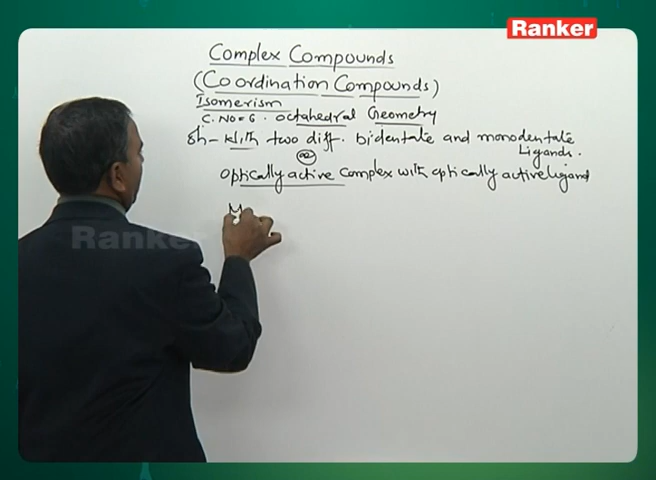 Ranker
Complex Compounds
(Coordination Compounds)
Isomerism
C. NO = 6 . octahedral Geometry
8th - With two diff. bidentate and monodentate
Ligands.
Optically active complex with optically active ligand
M
Ranker